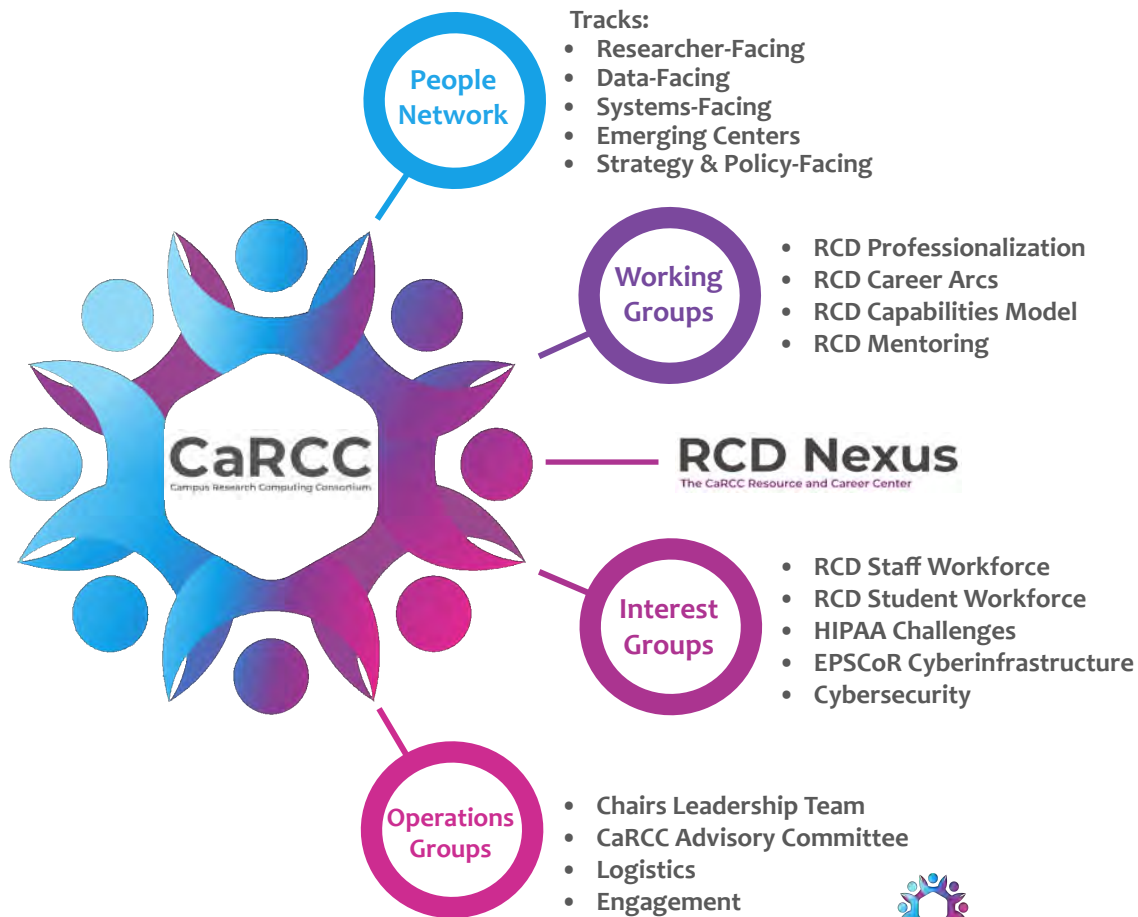 Tracks:
• Researcher-Facing
• Data-Facing
• Systems-Facing
• Emerging Centers
• Strategy & Policy-Facing
People
Network
Working
Groups
• RCD Professionalization
• RCD Career Arcs
• RCD Capabilities Model
• RCD Mentoring
CaRCC
Campus Research Computing Consortium
RCD Nexus
The CaRCC Resource and Career Center
Interest
Groups
• RCD Staff Workforce
• RCD Student Workforce
• HIPAA Challenges
• EPSCoR Cyberinfrastructure
• Cybersecurity
Operations
Groups
• Chairs Leadership Team
• CaRCC Advisory Committee
• Logistics
• Engagement